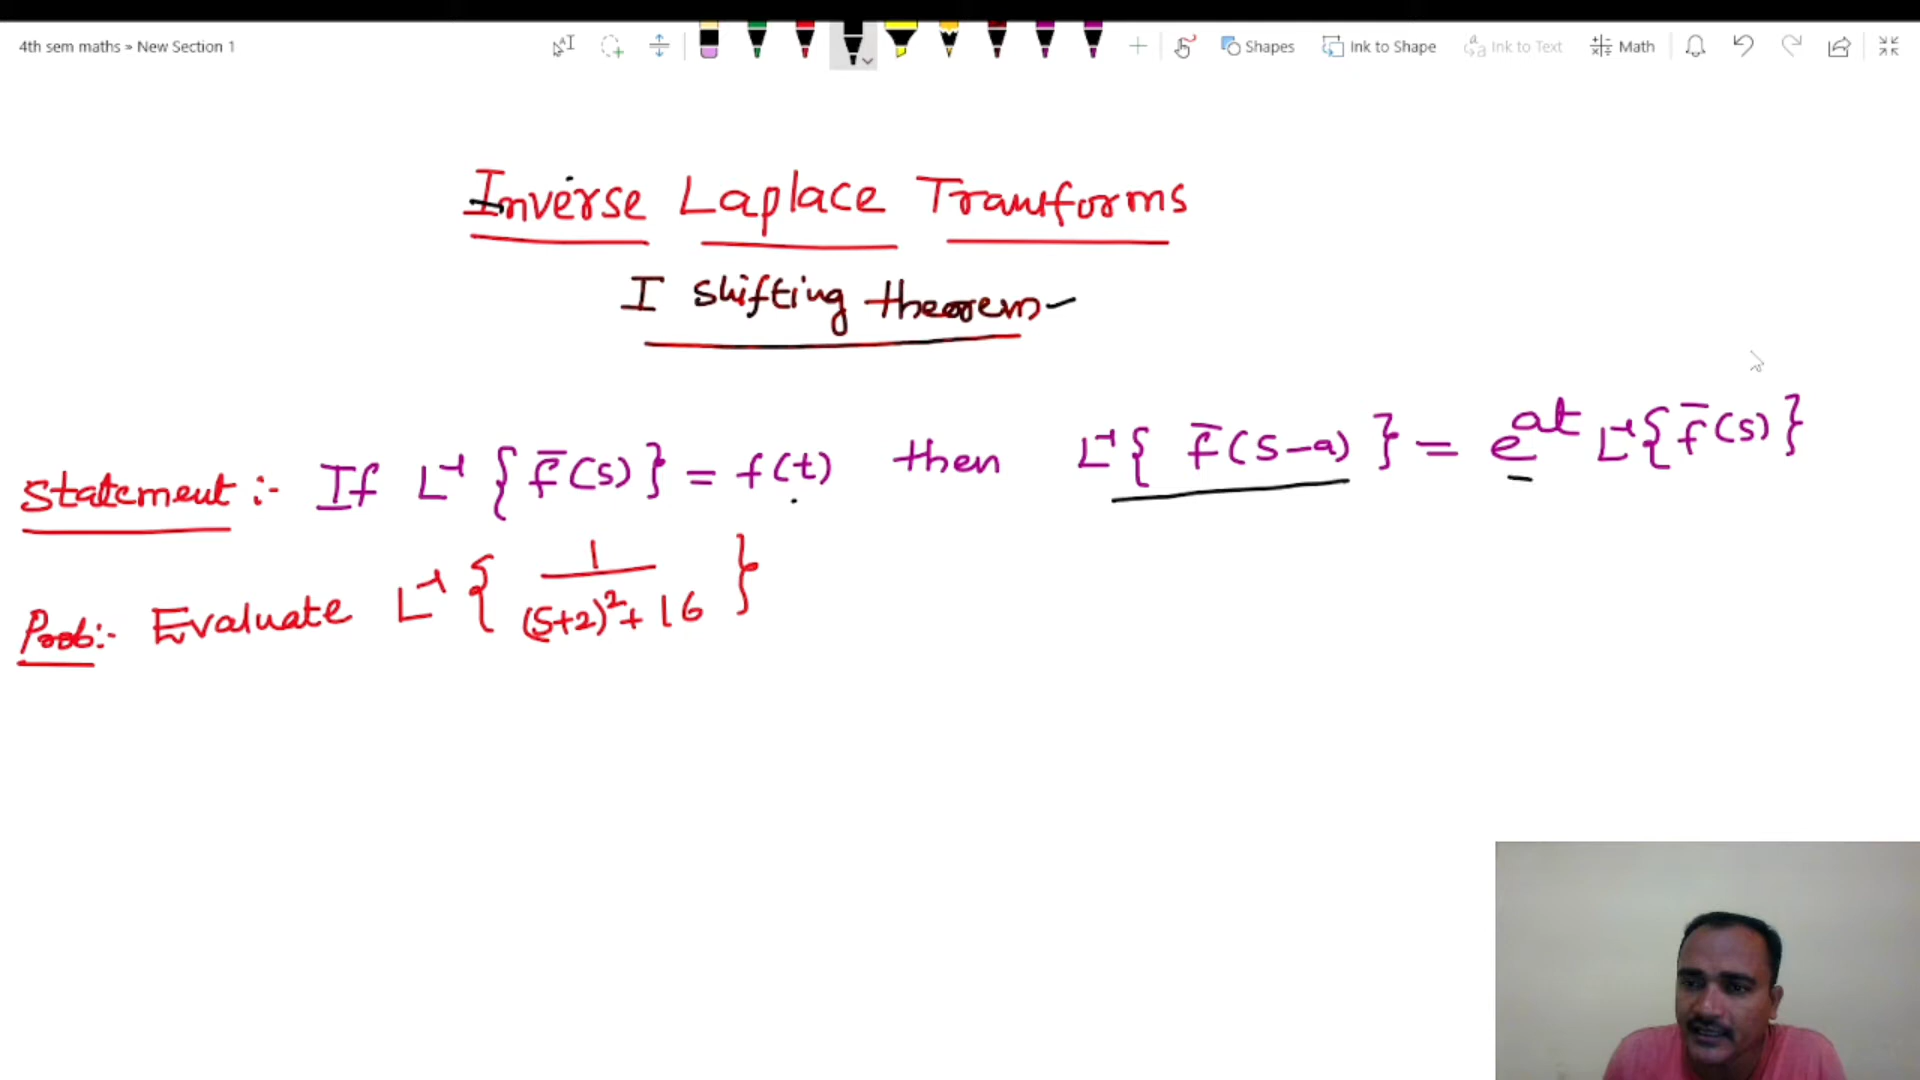 4th sem maths » New Section 1 Shapes Ink to Shape Ink to Text Math
Inverse Laplace Transforms
I shifting theorem
Statement :- If L⁻¹ { f̄(s) } = f(t) then L⁻¹ { f̄(s-a) } = e^{at} L⁻¹ { f̄(s) }
Prob:- Evaluate L⁻¹ { 1 / ((s+2)² + 16) }